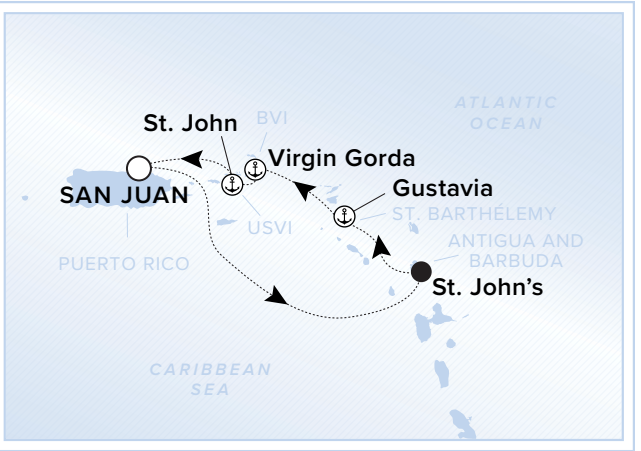 ATLANTIC
OCEAN
BVI
St. John
Virgin Gorda
Gustavia
SAN JUAN
ST. BARTHÉLEMY
USVI
ANTIGUA AND
BARBUDA
PUERTO RICO
St. John’s
CARIBBEAN
SEA